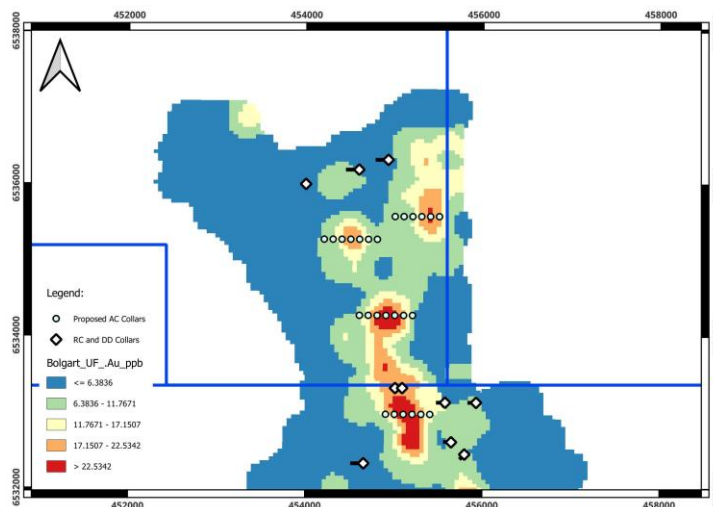 452000 454000 456000 458000
6538000
6536000
6534000
6532000
Legend:
Proposed AC Collars
RC and DD Collars
Bolgart_UF_.Au_ppb
<= 6.3836
6.3836 - 11.7671
11.7671 - 17.1507
17.1507 - 22.5342
> 22.5342
452000 454000 456000 458000